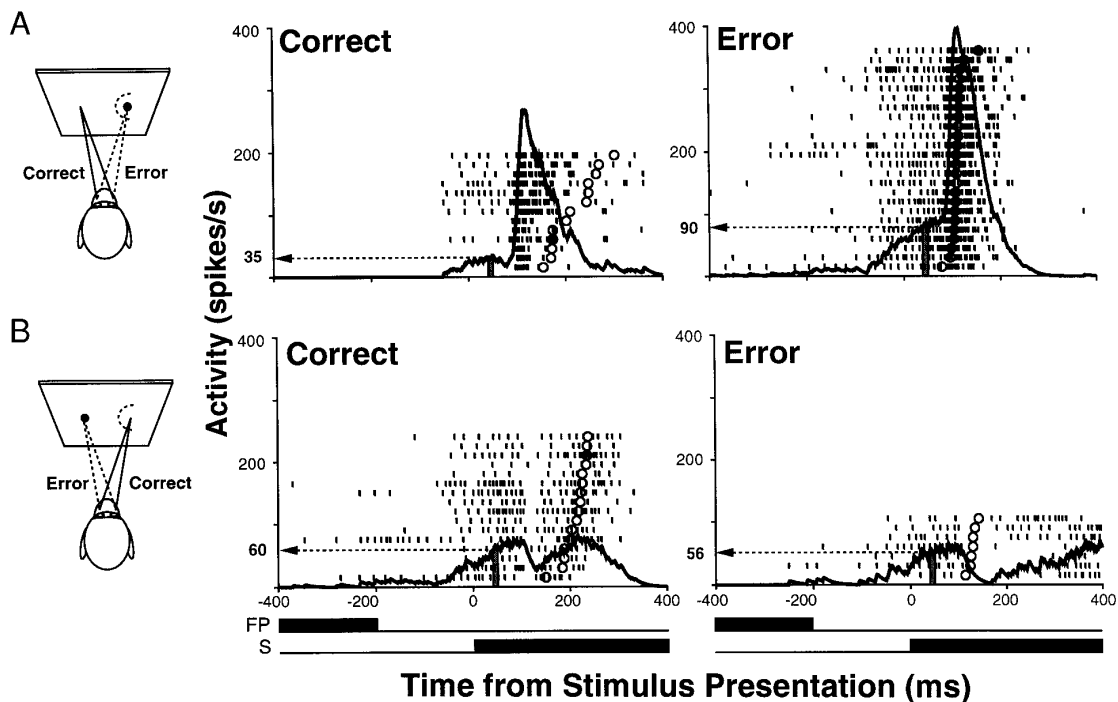 A
Correct
Error
Correct
Error
400
200
35
400
200
90
Activity (spikes/s)
B
Error
Correct
Correct
Error
400
200
60
400
200
56
-400 -200 0 200 400
-400 -200 0 200 400
FP
S
Time from Stimulus Presentation (ms)